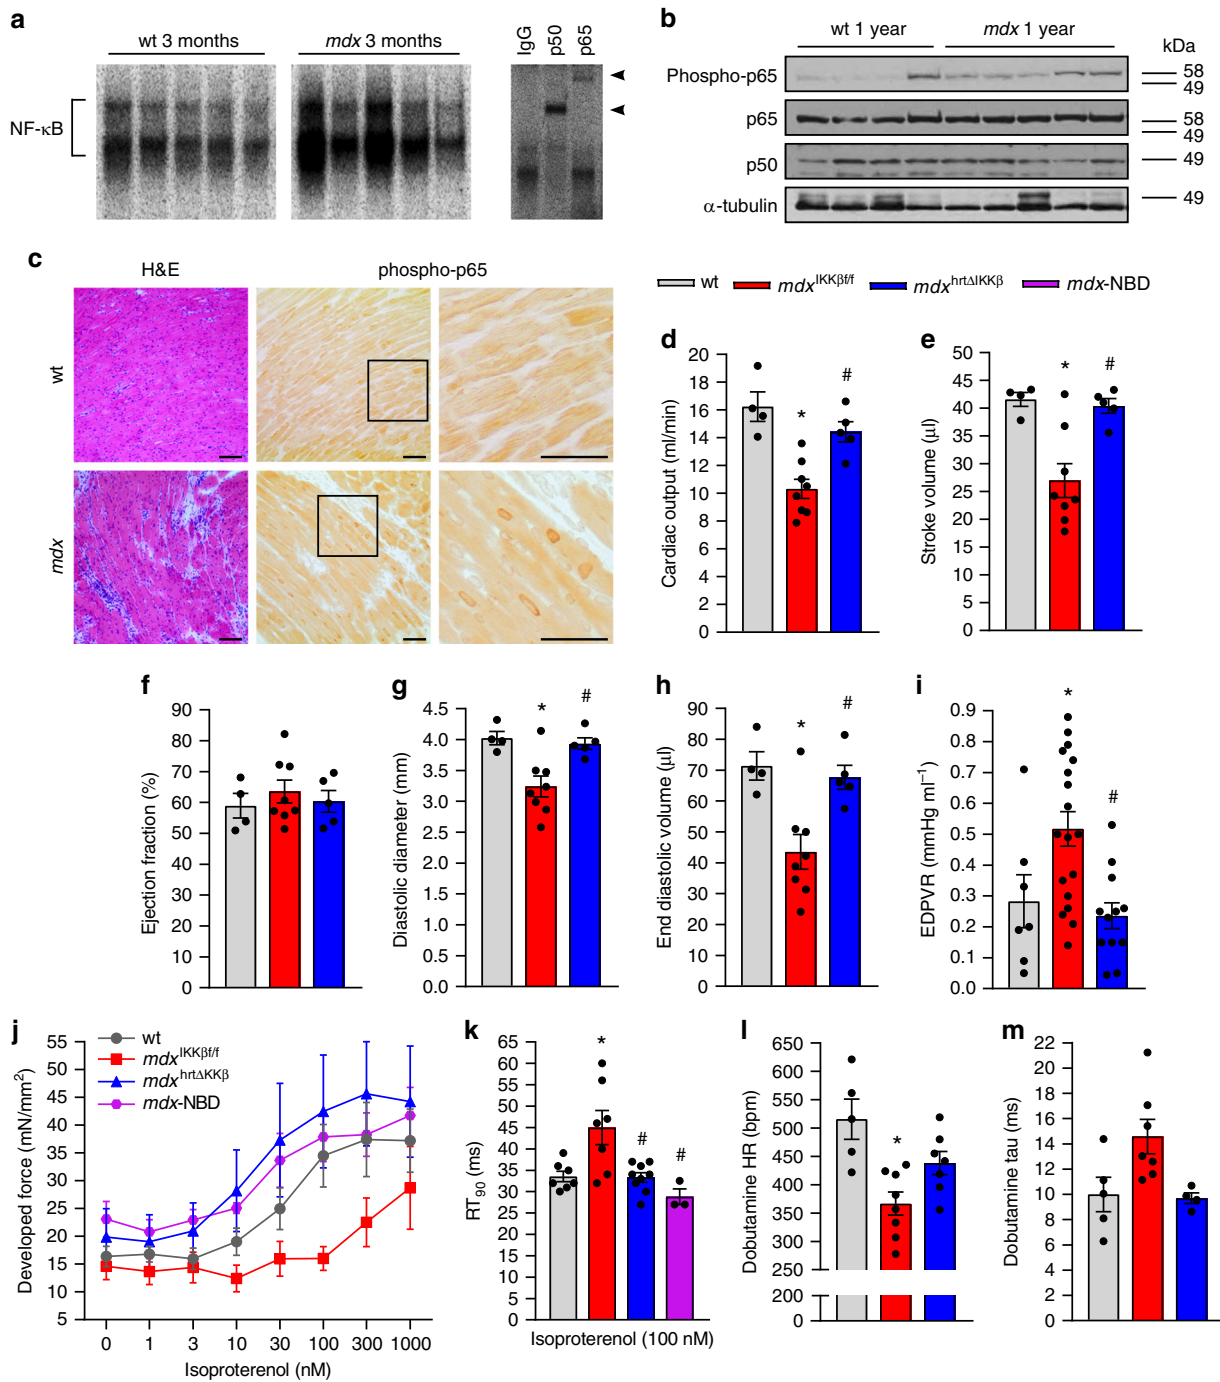 a
wt 3 months
mdx 3 months
IgG
p50
p65
NF-κB
b
wt 1 year
mdx 1 year
kDa
Phospho-p65
58
49
p65
58
49
p50
49
α-tubulin
49
c
H&E
phospho-p65
wt
mdx
wt
mdx^IKKβf/f
mdx^hrtΔIKKβ
mdx-NBD
d
Cardiac output (ml/min)
20
18
16
14
12
10
8
6
4
2
0
*
#
e
Stroke volume (µl)
50
45
40
35
30
25
20
15
10
5
0
*
#
f
Ejection fraction (%)
90
80
70
60
50
40
30
20
10
0
g
Diastolic diameter (mm)
4.5
4.0
3.5
3.0
2.5
2.0
1.5
1.0
0.5
0.0
*
#
h
End diastolic volume (µl)
90
80
70
60
50
40
30
20
10
0
*
#
i
EDPVR (mmHg ml⁻¹)
0.9
0.8
0.7
0.6
0.5
0.4
0.3
0.2
0.1
0.0
*
#
j
wt
mdx^IKKβf/f
mdx^hrtΔKKβ
mdx-NBD
Developed force (mN/mm²)
55
50
45
40
35
30
25
20
15
10
5
0 1 3 10 30 100 300 1000
Isoproterenol (nM)
k
RT₉₀ (ms)
65
60
55
50
45
40
35
30
25
20
15
10
5
0
*
#
#
Isoproterenol (100 nM)
l
Dobutamine HR (bpm)
650
600
550
500
450
400
350
300
250
200
0
*
m
Dobutamine tau (ms)
22
20
18
16
14
12
10
8
6
4
2
0